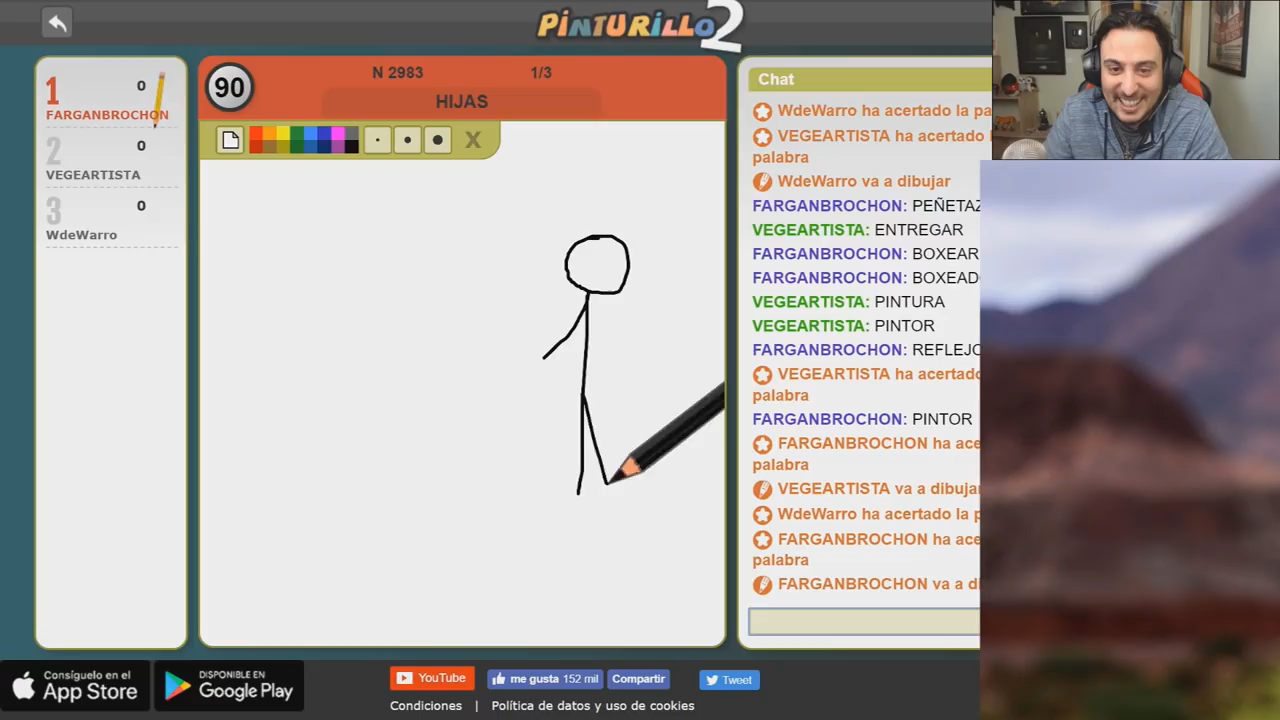 PINTURILLO 2
1
0
FARGANBROCHON
2
0
VEGEARTISTA
3
0
WdeWarro
90
N 2983
1/3
HIJAS
X
Chat
WdeWarro ha acertado la pa
VEGEARTISTA ha acertado l
palabra
WdeWarro va a dibujar
FARGANBROCHON: PEÑETAZ
VEGEARTISTA: ENTREGAR
FARGANBROCHON: BOXEAR
FARGANBROCHON: BOXEAD
VEGEARTISTA: PINTURA
VEGEARTISTA: PINTOR
FARGANBROCHON: REFLEJO
VEGEARTISTA ha acertado
palabra
FARGANBROCHON: PINTOR
FARGANBROCHON ha ace
palabra
VEGEARTISTA va a dibujar
WdeWarro ha acertado la p
FARGANBROCHON ha ace
palabra
FARGANBROCHON va a di
Consíguelo en el
App Store
DISPONIBLE EN
Google Play
YouTube
me gusta 152 mil
Compartir
Tweet
Condiciones
Política de datos y uso de cookies